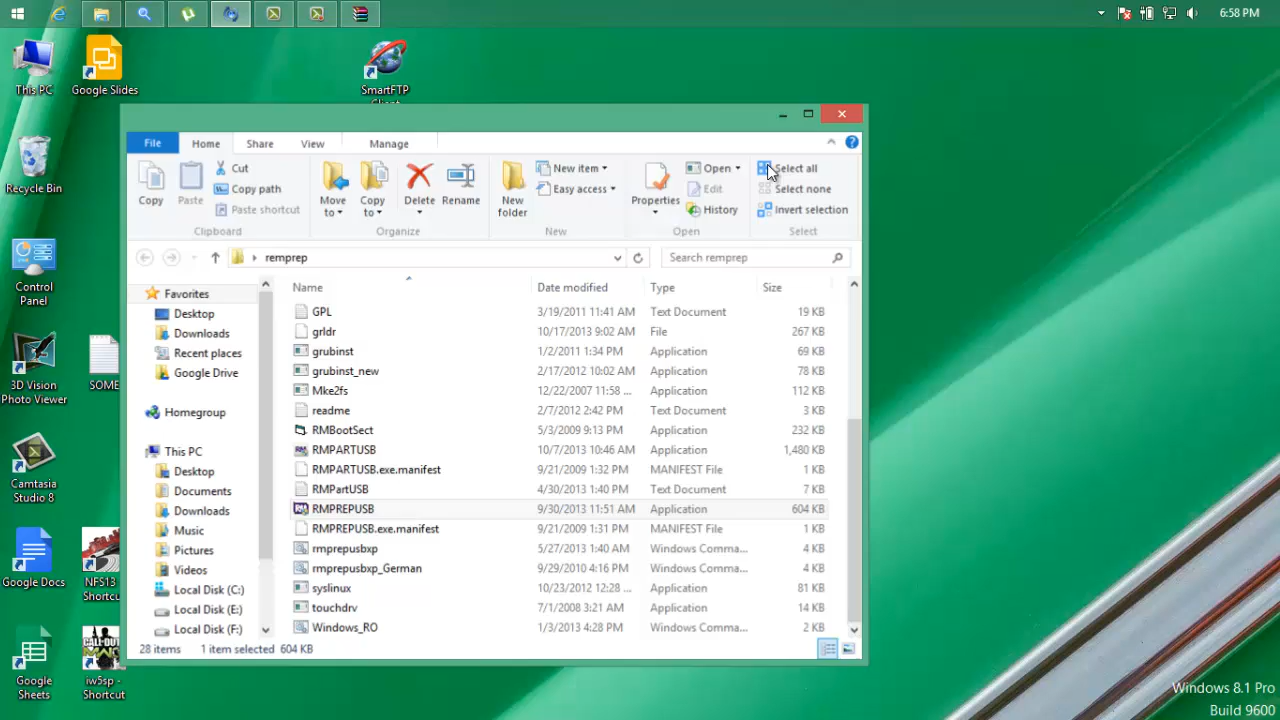 6:58 PM
This PC
Google Slides
SmartFTP
Client
Recycle Bin
Control
Panel
3D Vision
Photo Viewer
SOME
Camtasia
Studio 8
Google Docs
NFS13
Shortcu
Google
Sheets
iw5sp -
Shortcut
File
Home
Share
View
Manage
Copy
Paste
Cut
Copy path
Paste shortcut
Clipboard
Move
to
Copy
to
Delete
Rename
Organize
New
folder
New item
Easy access
New
Properties
Open
Edit
History
Open
Select all
Select none
Invert selection
Select
remprep
Search remprep
Favorites
Desktop
Downloads
Recent places
Google Drive
Homegroup
This PC
Desktop
Documents
Downloads
Music
Pictures
Videos
Local Disk (C:)
Local Disk (E:)
Local Disk (F:)
Name Date modified Type Size
GPL 3/19/2011 11:41 AM Text Document 19 KB
grldr 10/17/2013 9:02 AM File 267 KB
grubinst 1/2/2011 1:34 PM Application 69 KB
grubinst_new 2/17/2012 10:02 AM Application 78 KB
Mke2fs 12/22/2007 11:58 ... Application 112 KB
readme 2/7/2012 2:42 PM Text Document 3 KB
RMBootSect 5/3/2009 9:13 PM Application 232 KB
RMPARTUSB 10/7/2013 10:46 AM Application 1,480 KB
RMPARTUSB.exe.manifest 9/21/2009 1:32 PM MANIFEST File 1 KB
RMPartUSB 4/30/2013 1:40 PM Text Document 7 KB
RMPREPUSB 9/30/2013 11:51 AM Application 604 KB
RMPREPUSB.exe.manifest 9/21/2009 1:31 PM MANIFEST File 1 KB
rmprepusbxp 5/27/2013 1:40 AM Windows Comma... 4 KB
rmprepusbxp_German 9/29/2010 4:16 PM Windows Comma... 4 KB
syslinux 10/23/2012 12:28 ... Application 81 KB
touchdrv 7/1/2008 3:21 AM Application 14 KB
Windows_RO 1/3/2013 4:28 PM Windows Comma... 2 KB
28 items 1 item selected 604 KB
Windows 8.1 Pro
Build 9600